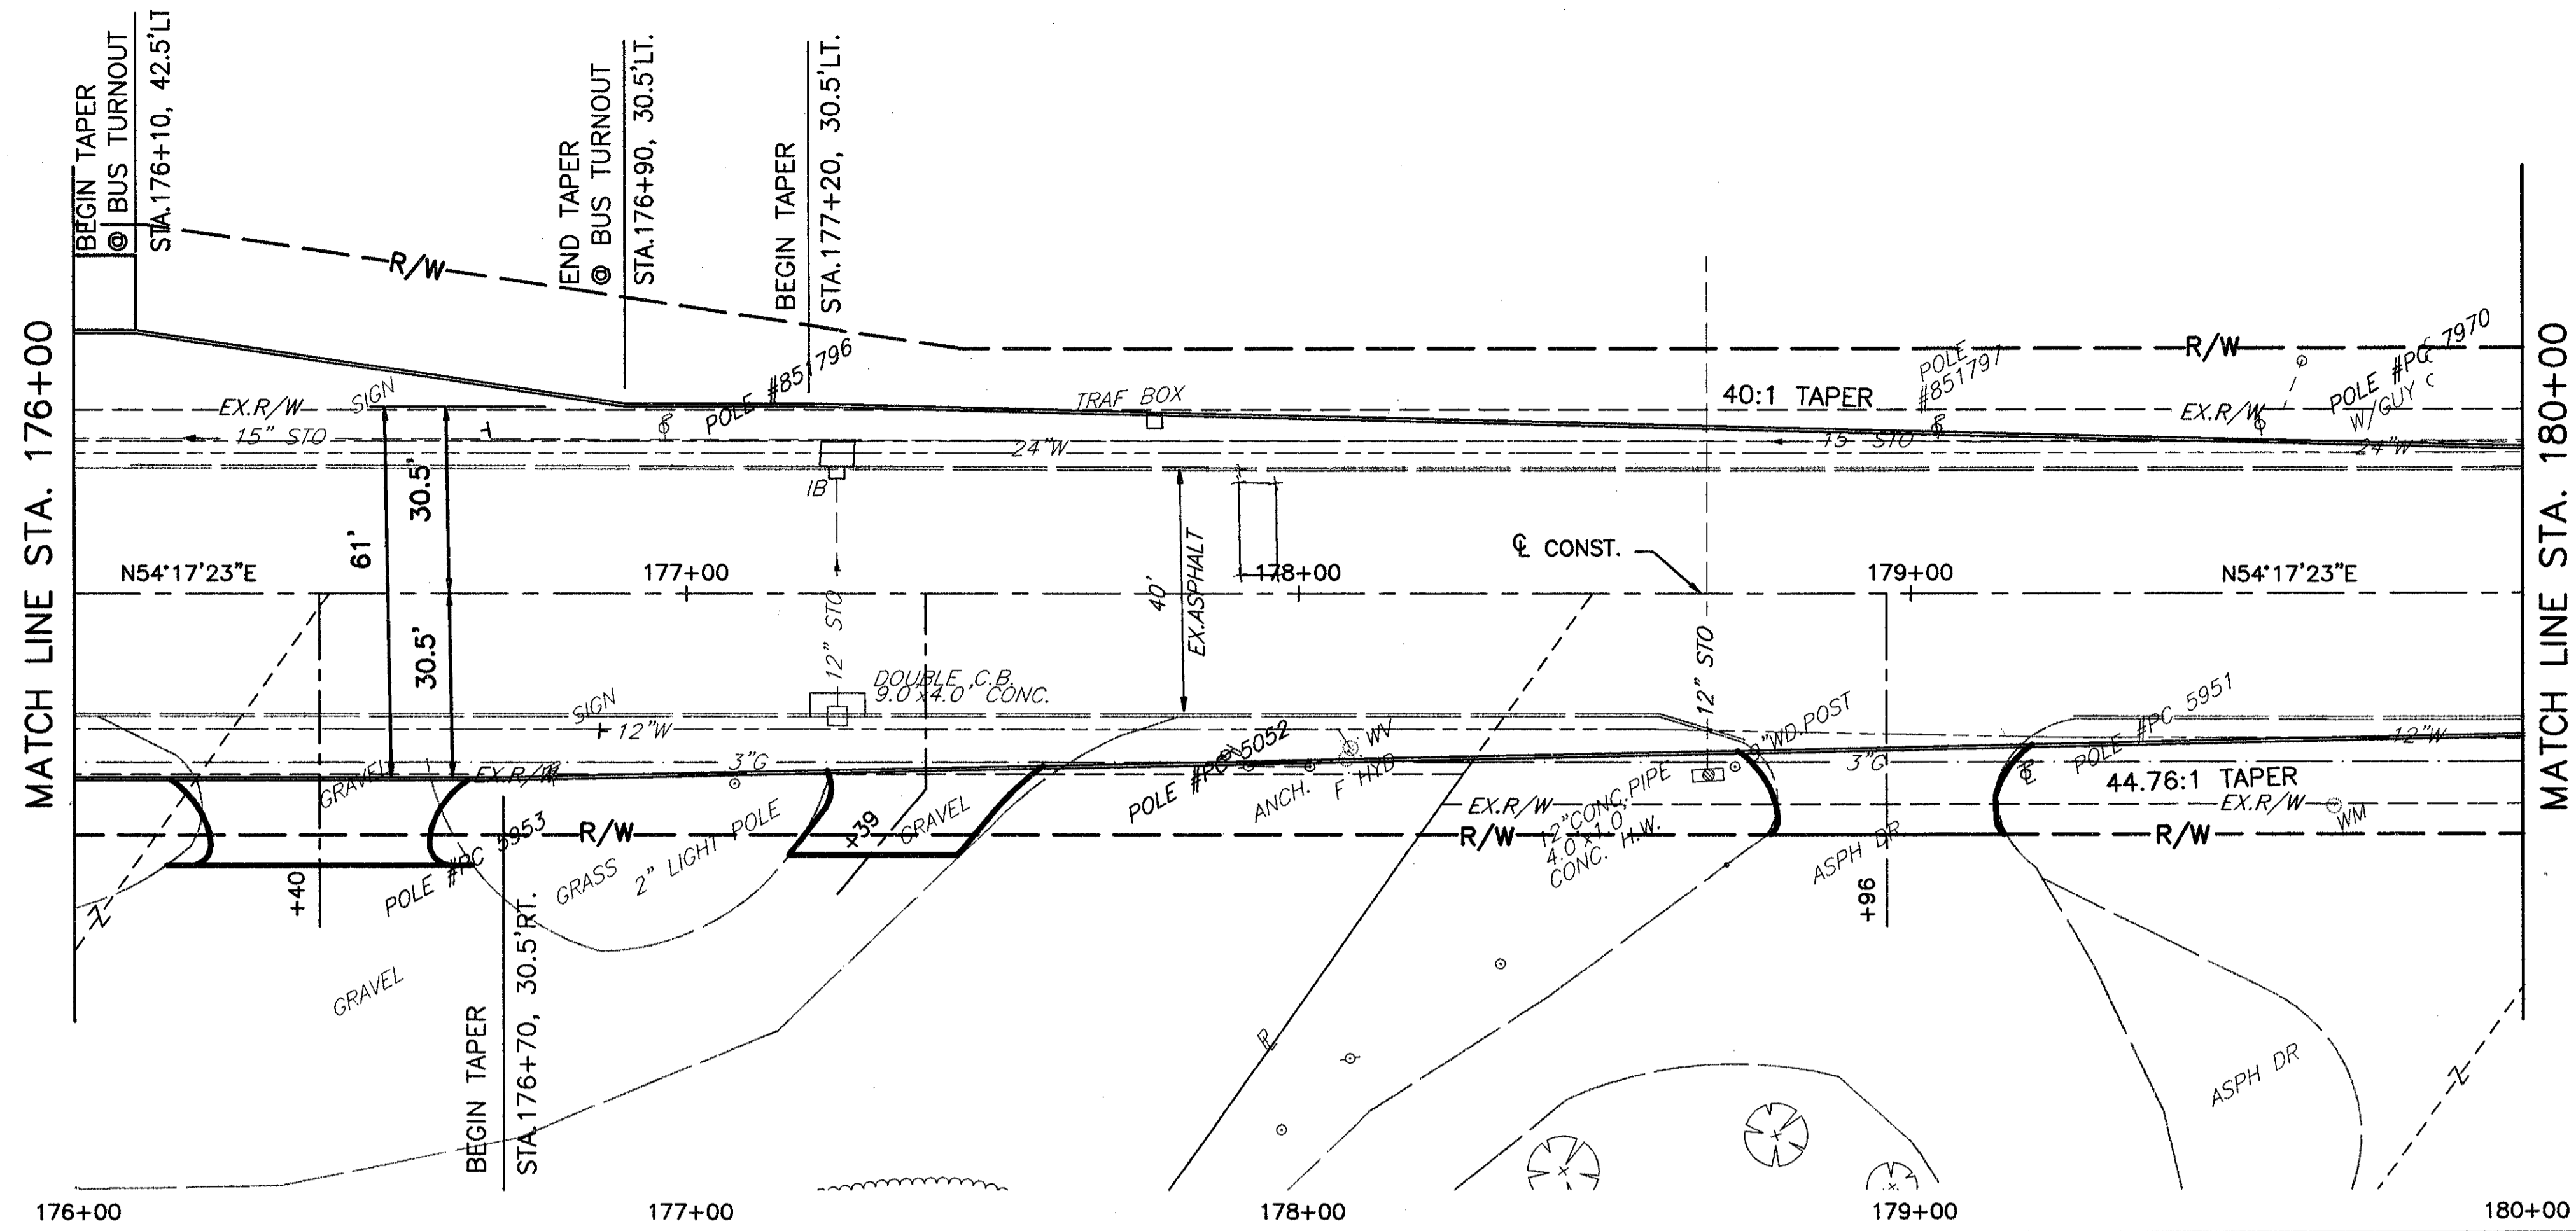 BEGIN TAPER
@ BUS TURNOUT
STA.176+10, 42.5'LT
END TAPER
@ BUS TURNOUT
STA.176+90, 30.5'LT.
BEGIN TAPER
STA.177+20, 30.5'LT.
MATCH LINE STA. 176+00
MATCH LINE STA. 180+00
R/W
R/W
POLE
#851796
POLE
#851797
POLE #PC 7970
W/GUY
EX.R/W
SIGN
TRAF BOX
40:1 TAPER
EX.R/W
15" STO
24"W
15" STO
24"W
IB
30.5'
61'
30.5'
40'
EX.ASPHALT
12" STO
℄ CONST.
N54°17'23"E
177+00
178+00
179+00
N54°17'23"E
12" STO
DOUBLE C.B.
9.0'x4.0' CONC.
SIGN
12"W
3"G
POLE #PC 5052
WV
F HYD
ANCH.
9"WD.POST
3"G
POLE #PC 5951
12"W
44.76:1 TAPER
GRAVEL
EX.R/W
R/W
POLE #PC 5953
GRASS
2" LIGHT POLE
+39
GRAVEL
EX.R/W
R/W
12"CONC.PIPE
4.0'x1.0'
CONC. H.W.
ASPH DR
EX.R/W
WM
R/W
+40
+96
Z
GRAVEL
BEGIN TAPER
STA.176+70, 30.5'RT.
PL
ASPH DR
Z
176+00
177+00
178+00
179+00
180+00